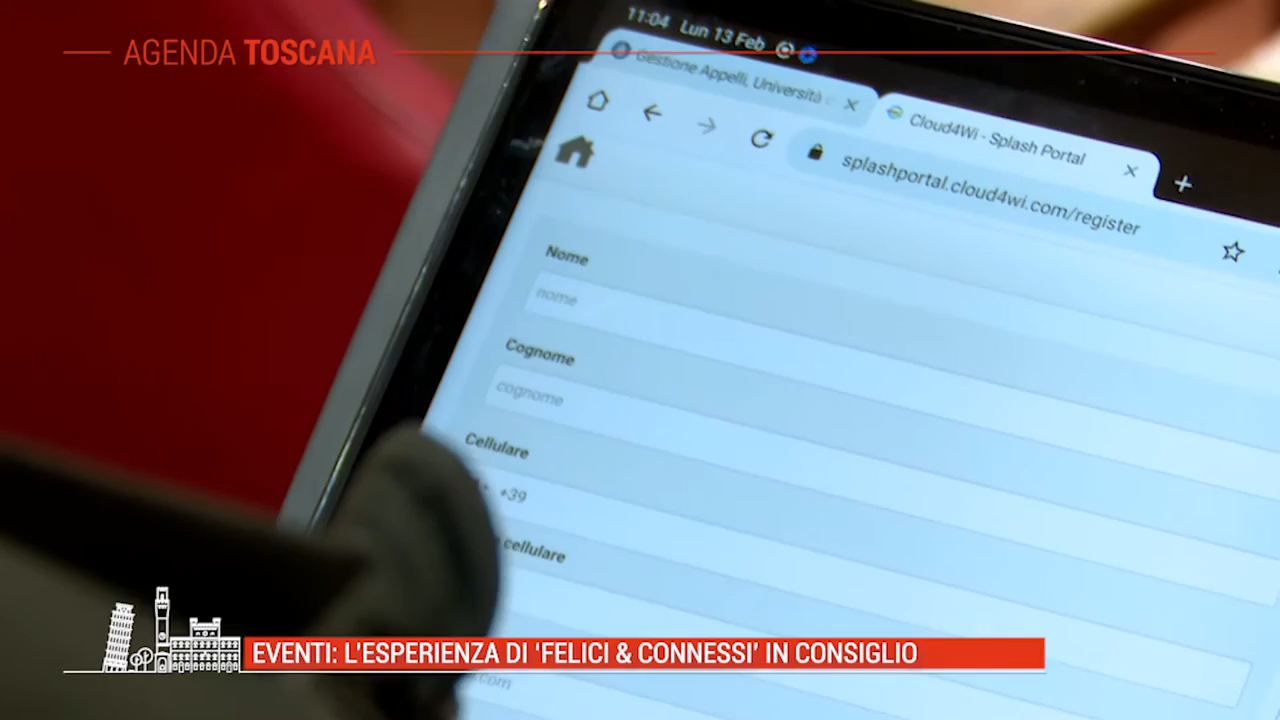 AGENDA TOSCANA
11:04 Lun 13 Feb
Gestione Appelli, Università
Cloud4Wi - Splash Portal
splashportal.cloud4wi.com/register
Nome
nome
Cognome
cognome
Cellulare
+39
cellulare
.com
EVENTI: L'ESPERIENZA DI ‘FELICI & CONNESSI’ IN CONSIGLIO